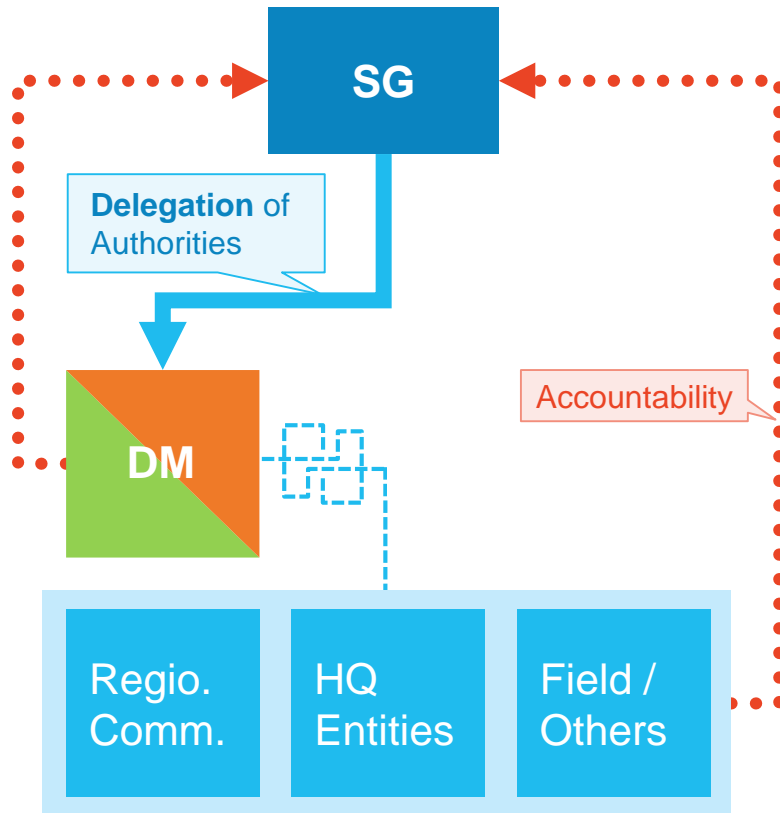 SG
Delegation of
Authorities
DM
Accountability
Regio.
Comm.
HQ
Entities
Field /
Others